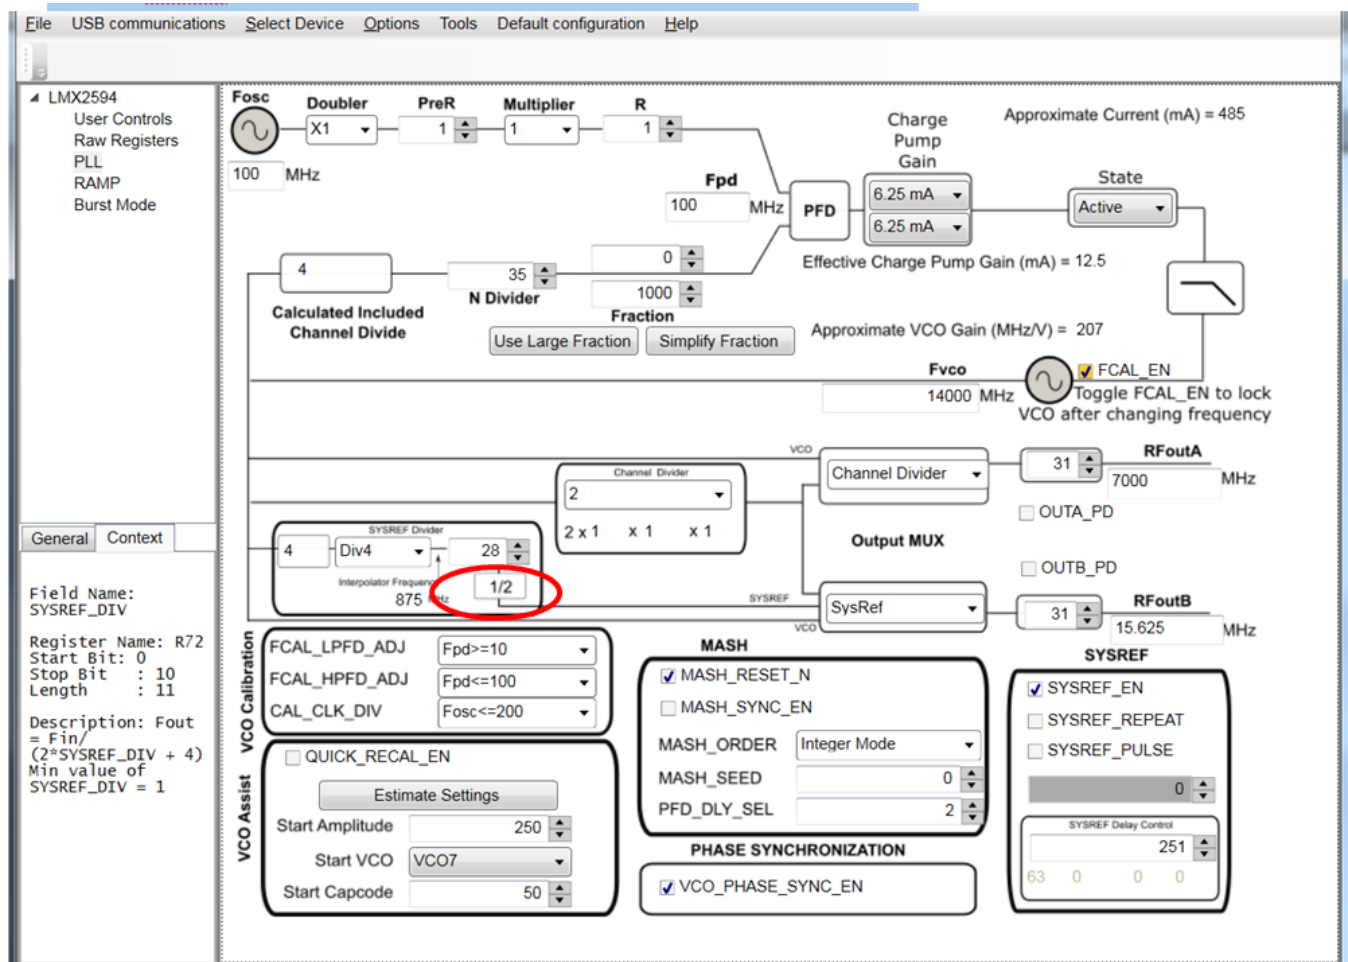 File USB communications Select Device Options Tools Default configuration Help
LMX2594
User Controls
Raw Registers
PLL
RAMP
Burst Mode
General Context
Field Name:
SYSREF_DIV
Register Name: R72
Start Bit: 0
Stop Bit : 10
Length : 11
Description: Fout
= Fin/
(2*SYSREF_DIV + 4)
Min value of
SYSREF_DIV = 1
Fosc Doubler PreR Multiplier R
X1 1 1 1
100 MHz
Approximate Current (mA) = 485
Charge
Pump
Gain
Fpd
100 MHz
PFD
6.25 mA
6.25 mA
State
Active
Effective Charge Pump Gain (mA) = 12.5
4
Calculated Included
Channel Divide
35
N Divider
0
1000
Fraction
Use Large Fraction Simplify Fraction
Approximate VCO Gain (MHz/V) = 207
Fvco
14000 MHz
FCAL_EN
Toggle FCAL_EN to lock
VCO after changing frequency
VCO
Channel Divider
2
2 x 1 x 1 x 1
Channel Divider
31
RFoutA
7000 MHz
OUTA_PD
Output MUX
SYSREF Divider
4 Div4 28
Interpolator Frequency
875 MHz
1/2
SYSREF
VCO
SysRef
OUTB_PD
31
RFoutB
15.625 MHz
VCO Calibration
FCAL_LPFD_ADJ Fpd>=10
FCAL_HPFD_ADJ Fpd<=100
CAL_CLK_DIV Fosc<=200
VCO Assist
QUICK_RECAL_EN
Estimate Settings
Start Amplitude 250
Start VCO VCO7
Start Capcode 50
MASH
MASH_RESET_N
MASH_SYNC_EN
MASH_ORDER Integer Mode
MASH_SEED 0
PFD_DLY_SEL 2
PHASE SYNCHRONIZATION
VCO_PHASE_SYNC_EN
SYSREF
SYSREF_EN
SYSREF_REPEAT
SYSREF_PULSE
0
SYSREF Delay Control
251
63 0 0 0